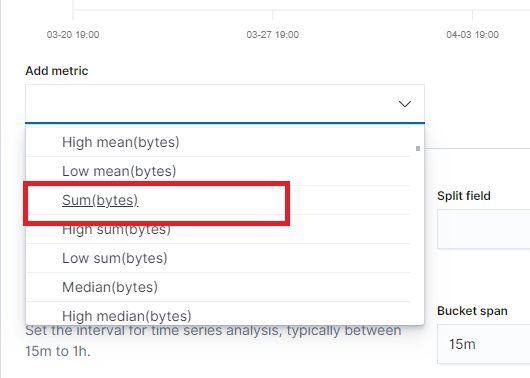 03-20 19:00
03-27 19:00
04-03 19:00
Add metric
High mean(bytes)
Low mean(bytes)
Sum(bytes)
High sum(bytes)
Low sum(bytes)
Median(bytes)
High median(bytes)
Set the interval for time series analysis, typically between
15m to 1h.
Split field
Bucket span
15m